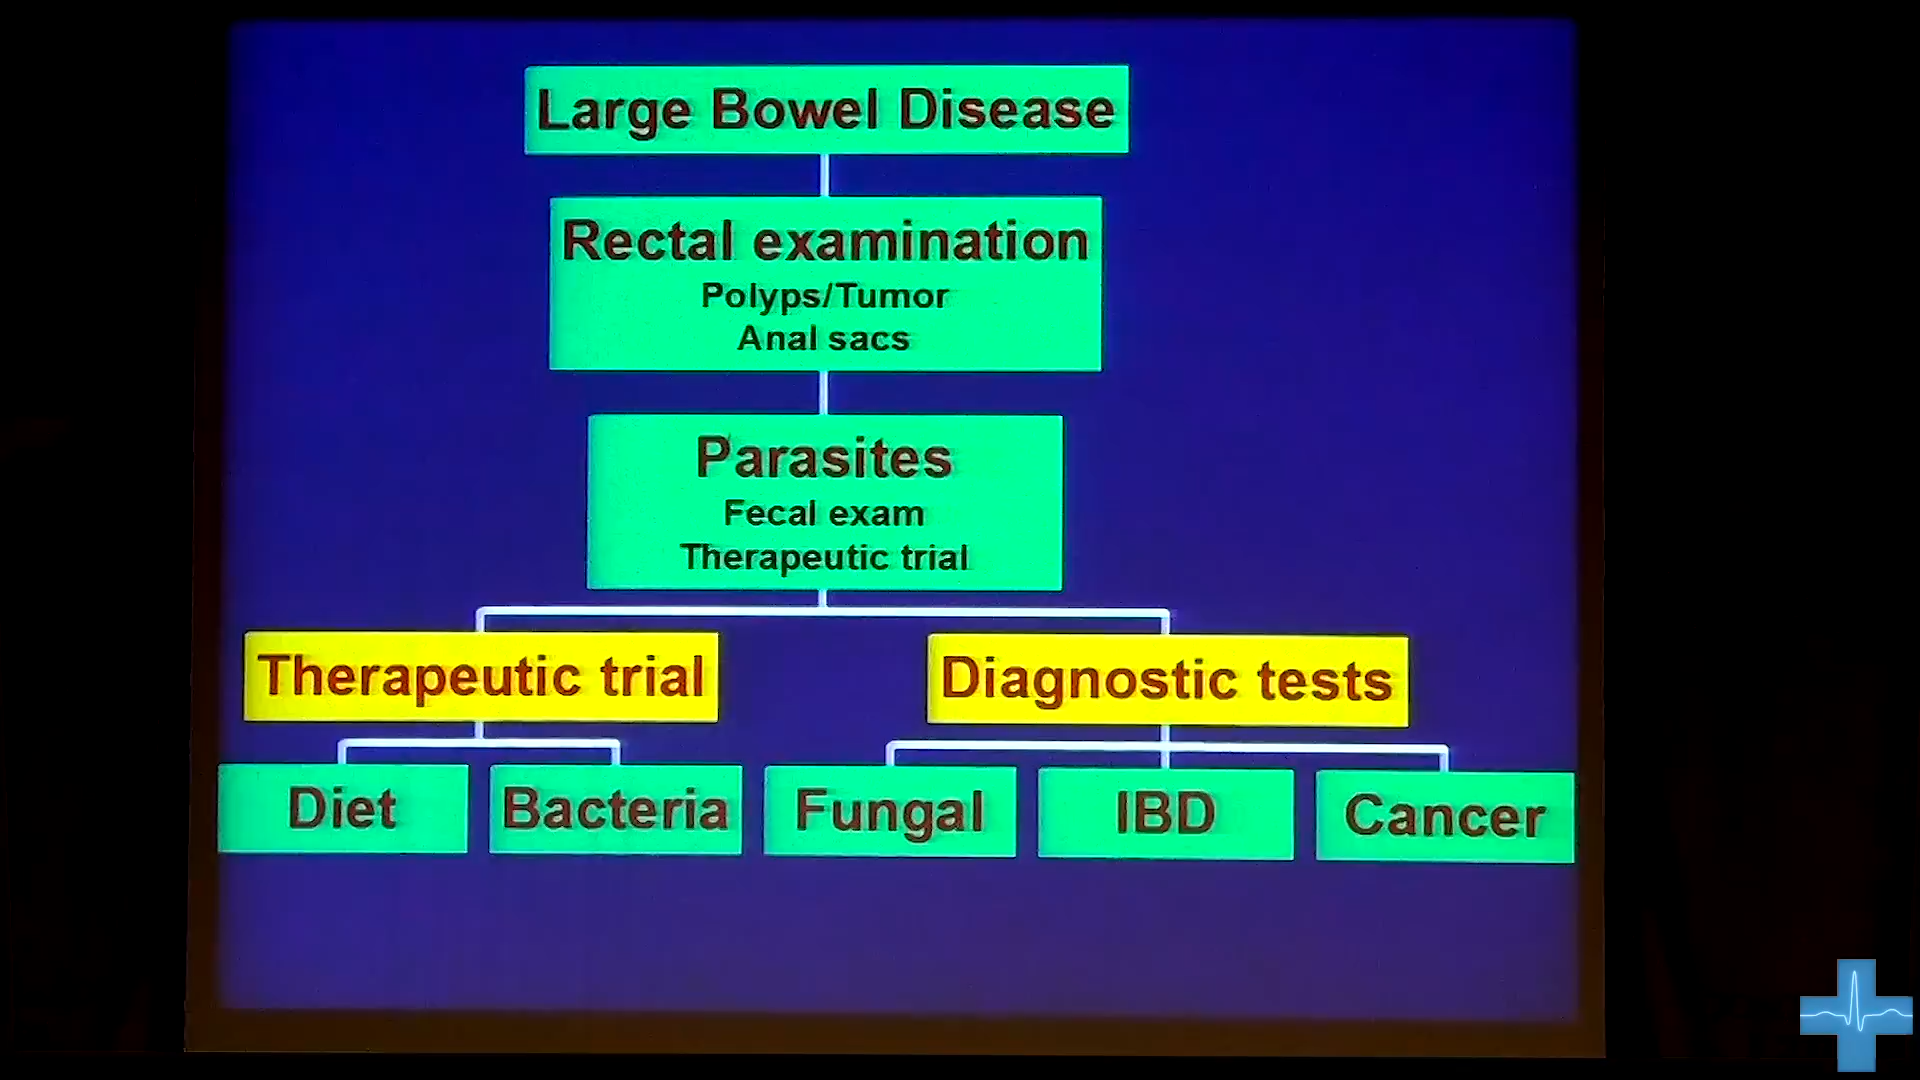 Large Bowel Disease
Rectal examination
Polyps/Tumor
Anal sacs
Parasites
Fecal exam
Therapeutic trial
Therapeutic trial
Diagnostic tests
Diet
Bacteria
Fungal
IBD
Cancer